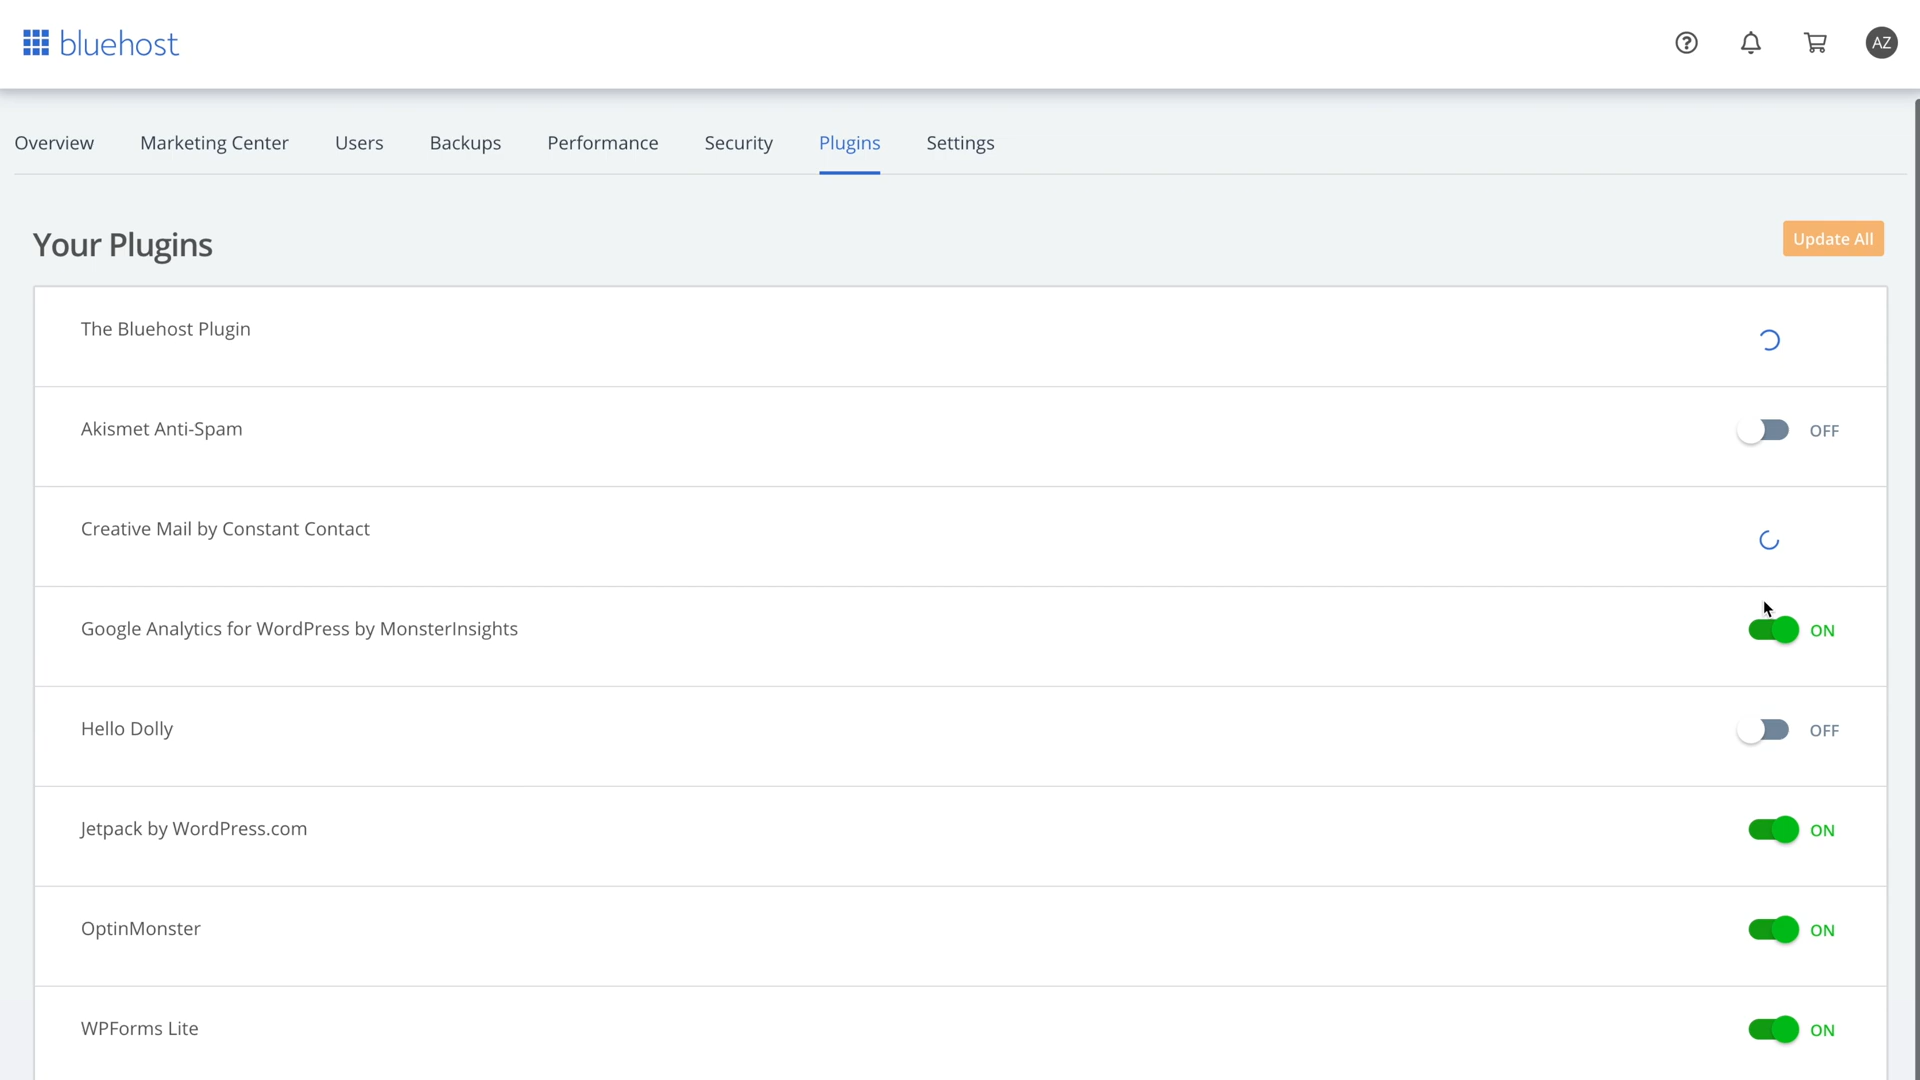 bluehost
AZ
Overview Marketing Center Users Backups Performance Security Plugins Settings
Your Plugins
Update All
The Bluehost Plugin
Akismet Anti-Spam OFF
Creative Mail by Constant Contact
Google Analytics for WordPress by MonsterInsights ON
Hello Dolly OFF
Jetpack by WordPress.com ON
OptinMonster ON
WPForms Lite ON